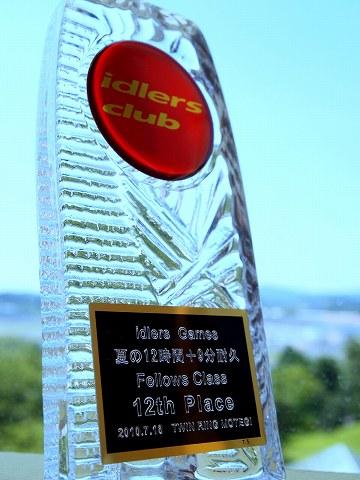 idlers
club
idlers Games
夏の12時間+9分耐久
Fellows Class
12th Place
2010.7.18 TWIN RING MOTEGI